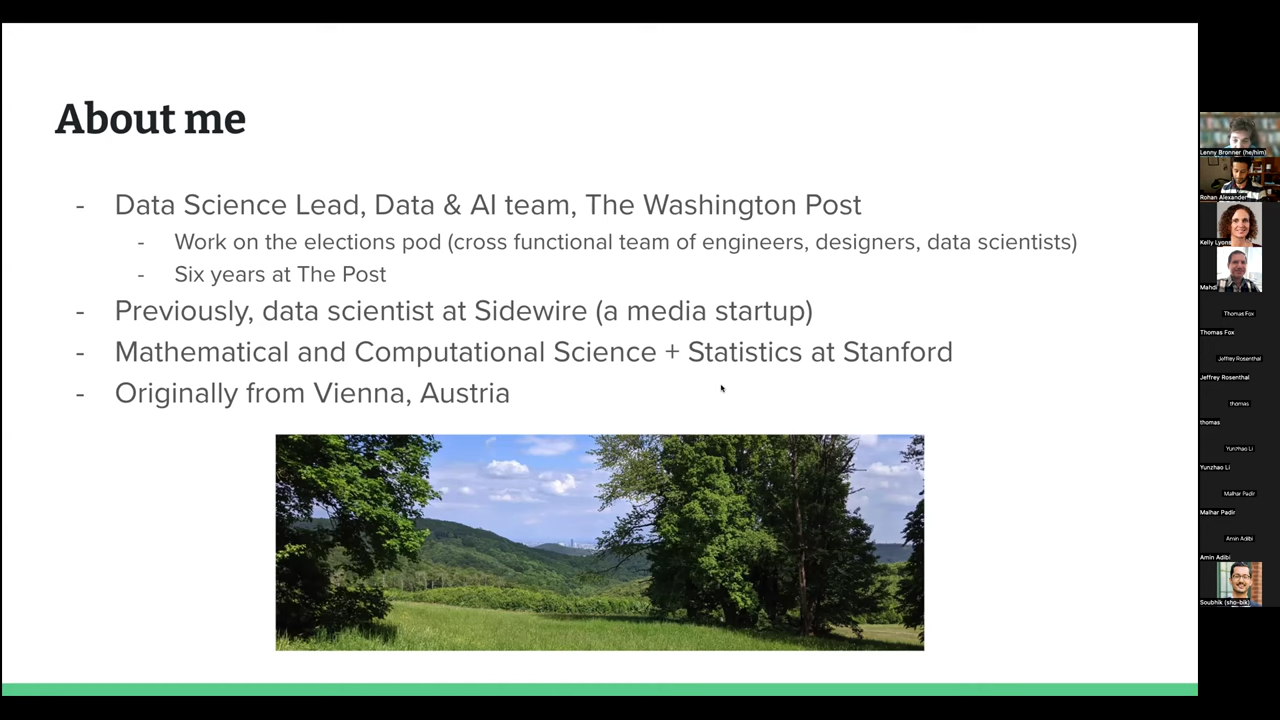 About me
- Data Science Lead, Data & AI team, The Washington Post
- Work on the elections pod (cross functional team of engineers, designers, data scientists)
- Six years at The Post
- Previously, data scientist at Sidewire (a media startup)
- Mathematical and Computational Science + Statistics at Stanford
- Originally from Vienna, Austria
Lenny Bronner (he/him)
Rohan Alexander
Kelly Lyons
Mahdi
Thomas Fox
Thomas Fox
Jeffrey Rosenthal
Jeffrey Rosenthal
thomas
thomas
Yunzhao Li
Yunzhao Li
Malhar Padir
Malhar Padir
Amin Adibi
Amin Adibi
Soubhik (sho-bik)